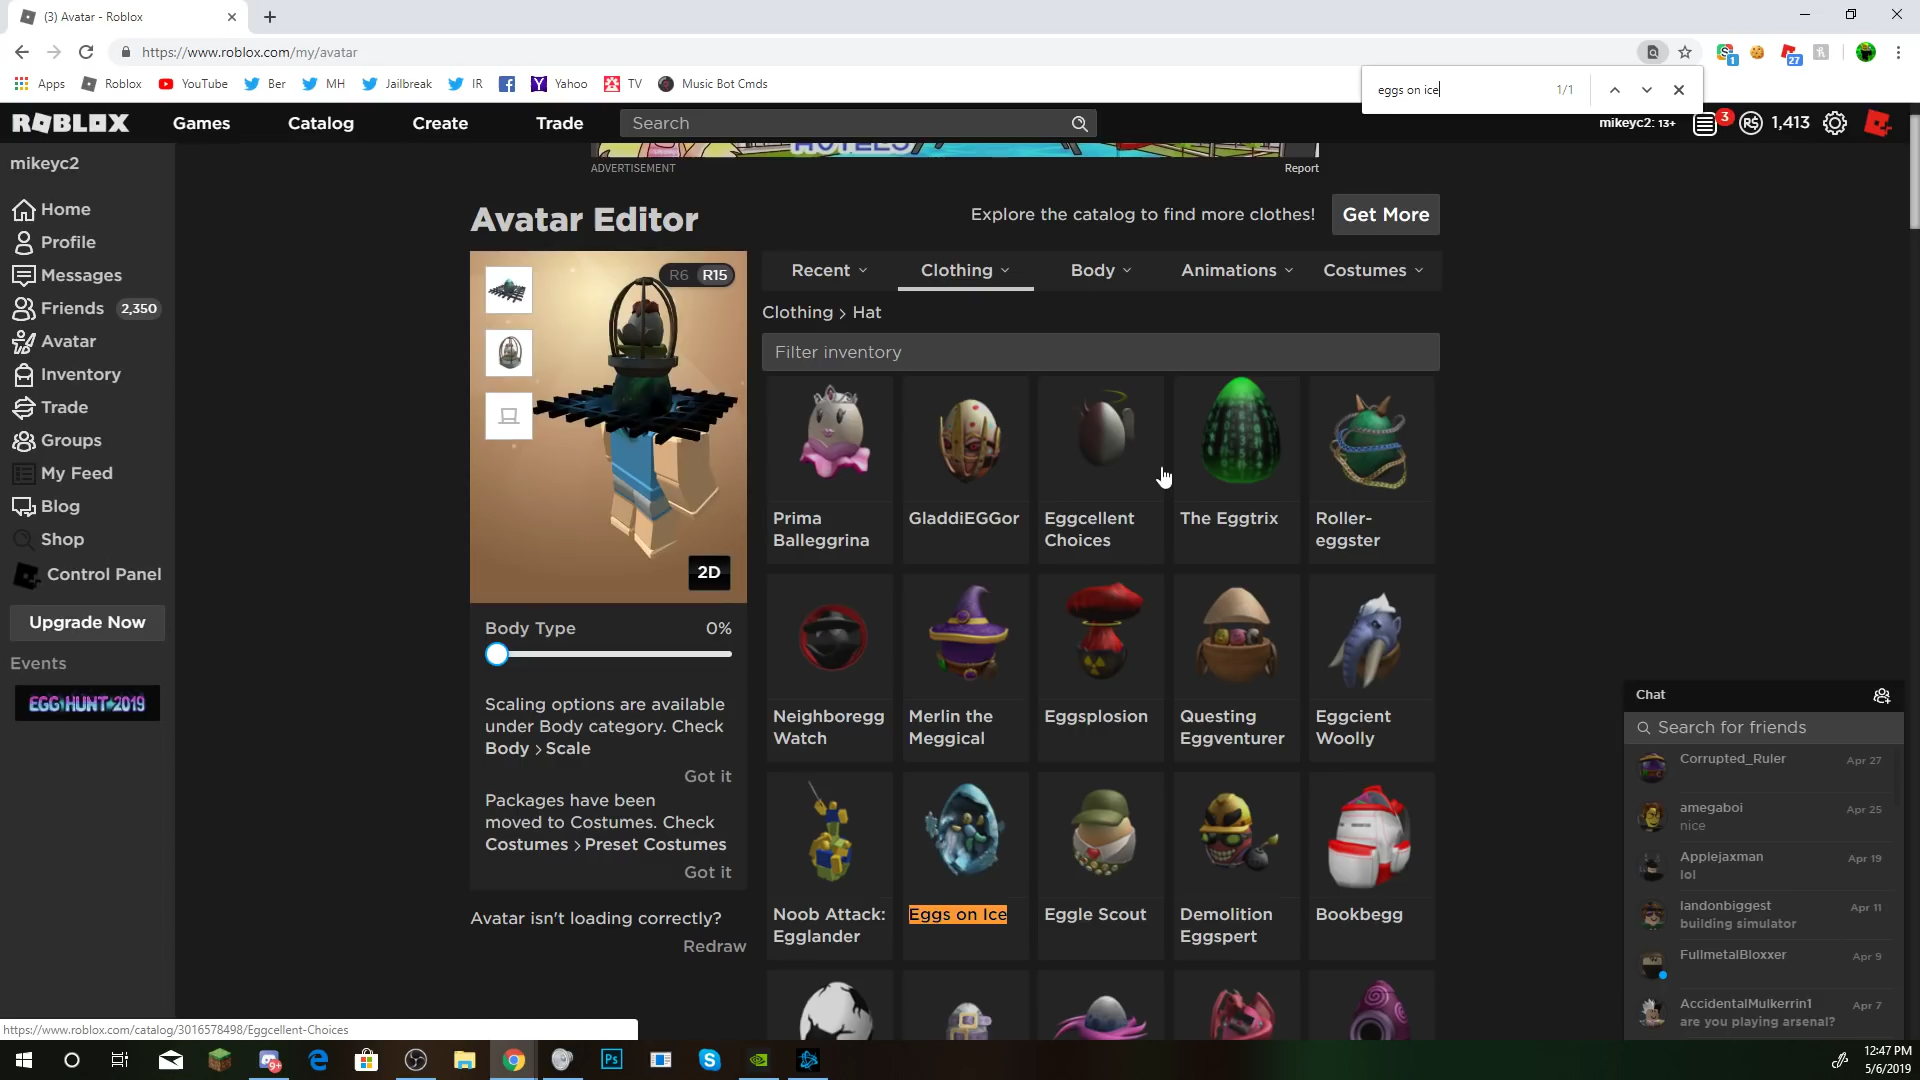 (3) Avatar - Roblox
https://www.roblox.com/my/avatar
1
27
Apps
Roblox
YouTube
Ber
MH
Jailbreak
IR
Yahoo
TV
Music Bot Cmds
eggs on ice
1/1
ROBLOX
Games
Catalog
Create
Trade
Search
mikeyc2: 13+
3
R$
1,413
mikeyc2
Home
Profile
Messages
Friends
2,350
Avatar
Inventory
Trade
Groups
My Feed
Blog
Shop
Control Panel
Upgrade Now
Events
EGG HUNT 2019
HOTELS
ADVERTISEMENT
Report
Avatar Editor
Explore the catalog to find more clothes!
Get More
R6
R15
2D
Body Type
0%
Scaling options are available
under Body category. Check
Body > Scale
Got it
Packages have been
moved to Costumes. Check
Costumes > Preset Costumes
Got it
Avatar isn't loading correctly?
Redraw
Recent
Clothing
Body
Animations
Costumes
Clothing > Hat
Filter inventory
Prima
Balleggrina
GladdiEGGor
Eggcellent
Choices
The Eggtrix
Roller-
eggster
Neighboregg
Watch
Merlin the
Meggical
Eggsplosion
Questing
Eggventurer
Eggcient
Woolly
Noob Attack:
Egglander
Eggs on Ice
Eggle Scout
Demolition
Eggspert
Bookbegg
Chat
Search for friends
Corrupted_Ruler
Apr 27
amegaboi
Apr 25
nice
Applejaxman
Apr 19
lol
landonbiggest
Apr 11
building simulator
FullmetalBloxxer
Apr 9
AccidentalMulkerrin1
Apr 7
are you playing arsenal?
https://www.roblox.com/catalog/3016578498/Eggcellent-Choices
9+
Ps
12:47 PM
5/6/2019